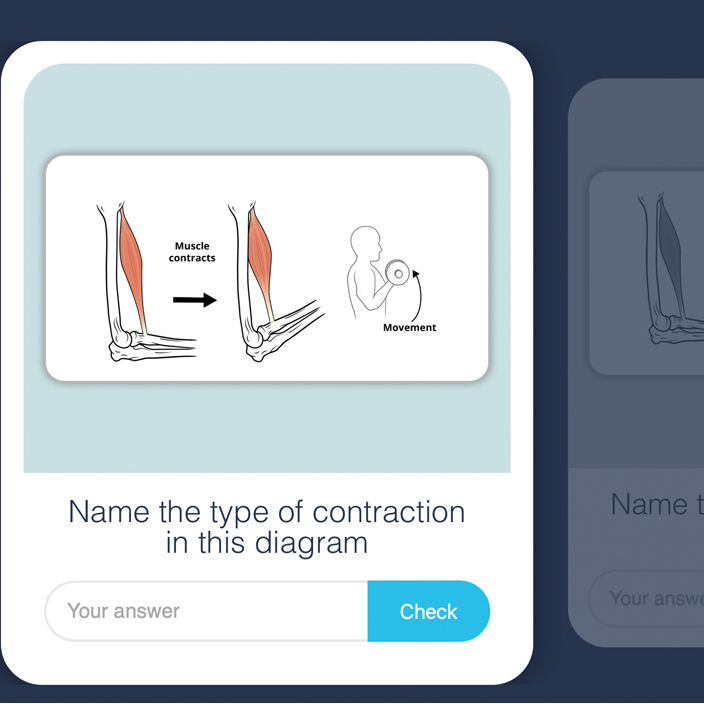 Muscle
contracts
Movement
Name the type of contraction
in this diagram
Your answer
Check
Name t
Your answe